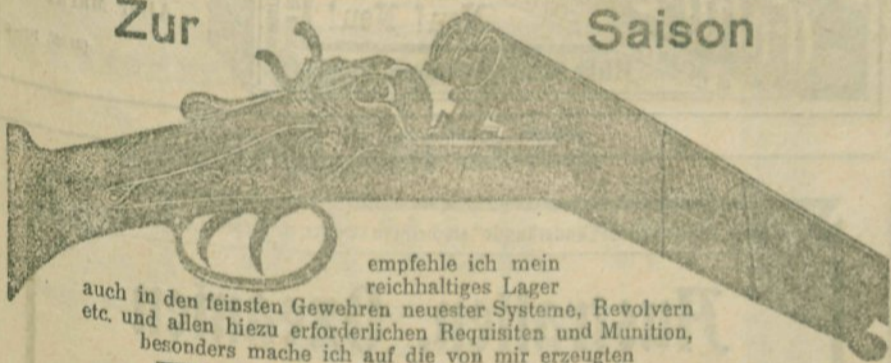 Zur Saison
empfehle ich mein
reichhaltiges Lager
auch in den feinsten Gewehren neuester Systeme, Revolvern
etc. und allen hiezu erforderlichen Requisiten und Munition,
besonders mache ich auf die von mir erzeugten